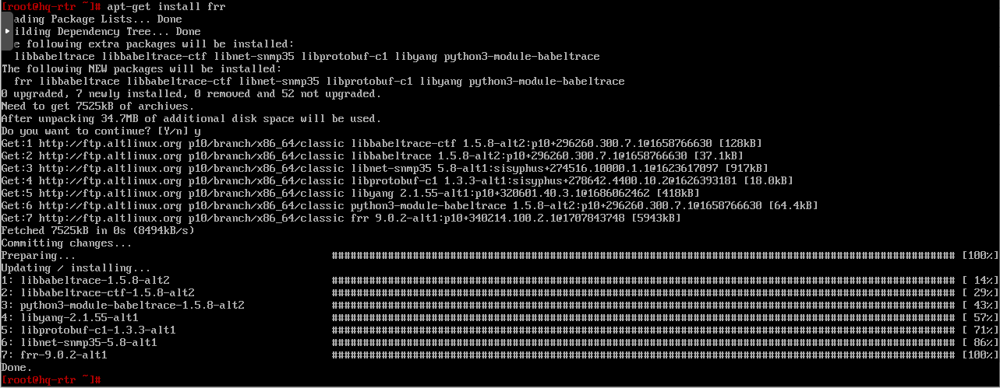 [root@hq-rtr ~]# apt-get install frr
ading Package Lists... Done
ilding Dependency Tree... Done
e following extra packages will be installed:
libbabeltrace libbabeltrace-ctf libnet-snmp35 libprotobuf-c1 libyang python3-module-babeltrace
The following NEW packages will be installed:
frr libbabeltrace libbabeltrace-ctf libnet-snmp35 libprotobuf-c1 libyang python3-module-babeltrace
0 upgraded, 7 newly installed, 0 removed and 52 not upgraded.
Need to get 7525kB of archives.
After unpacking 34.7MB of additional disk space will be used.
Do you want to continue? [Y/n] y
Get:1 http://ftp.altlinux.org p10/branch/x86_64/classic libbabeltrace-ctf 1.5.8-alt2:p10+296260.300.7.1@1658766630 [128kB]
Get:2 http://ftp.altlinux.org p10/branch/x86_64/classic libbabeltrace 1.5.8-alt2:p10+296260.300.7.1@1658766630 [37.1kB]
Get:3 http://ftp.altlinux.org p10/branch/x86_64/classic libnet-snmp35 5.8-alt1:sisyphus+274516.10000.1.1@1623617097 [917kB]
Get:4 http://ftp.altlinux.org p10/branch/x86_64/classic libprotobuf-c1 1.3.3-alt1:sisyphus+278642.4400.10.2@1626393181 [18.0kB]
Get:5 http://ftp.altlinux.org p10/branch/x86_64/classic libyang 2.1.55-alt1:p10+320601.40.3.1@1686062462 [418kB]
Get:6 http://ftp.altlinux.org p10/branch/x86_64/classic python3-module-babeltrace 1.5.8-alt2:p10+296260.300.7.1@1658766630 [64.4kB]
Get:7 http://ftp.altlinux.org p10/branch/x86_64/classic frr 9.0.2-alt1:p10+340214.100.2.1@1707843748 [5943kB]
Fetched 7525kB in 0s (8494kB/s)
Committing changes...
Preparing... #################################################################################################### [100%]
Updating / installing...
1: libbabeltrace-1.5.8-alt2 #################################################################################################### [ 14%]
2: libbabeltrace-ctf-1.5.8-alt2 #################################################################################################### [ 29%]
3: python3-module-babeltrace-1.5.8-alt2 #################################################################################################### [ 43%]
4: libyang-2.1.55-alt1 #################################################################################################### [ 57%]
5: libprotobuf-c1-1.3.3-alt1 #################################################################################################### [ 71%]
6: libnet-snmp35-5.8-alt1 #################################################################################################### [ 86%]
7: frr-9.0.2-alt1 #################################################################################################### [100%]
Done.
[root@hq-rtr ~]#